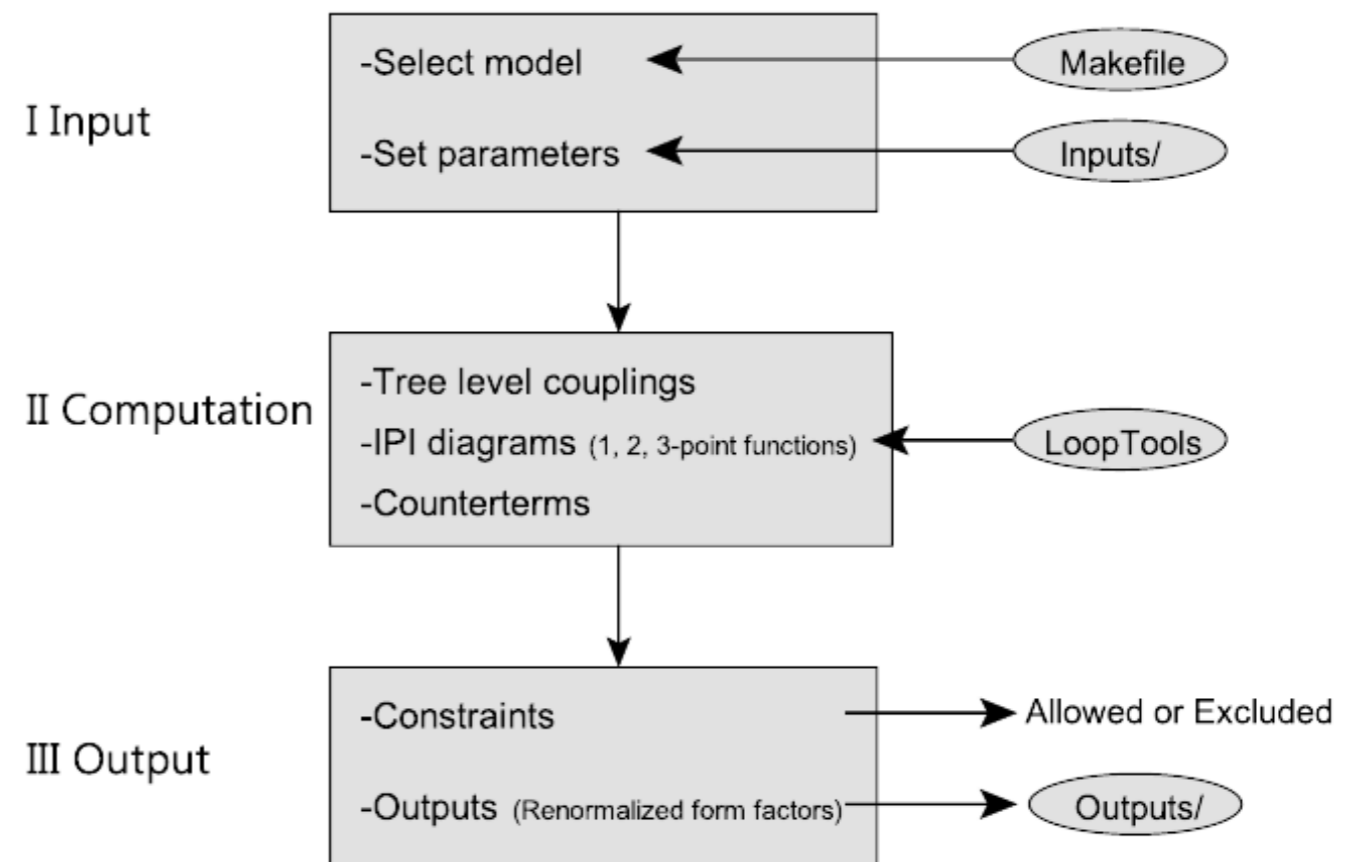 -Select model
Makefile
I Input
-Set parameters
Inputs/
-Tree level couplings
II Computation
-IPI diagrams (1, 2, 3-point functions)
LoopTools
-Counterterms
-Constraints
Allowed or Excluded
III Output
-Outputs (Renormalized form factors)
Outputs/